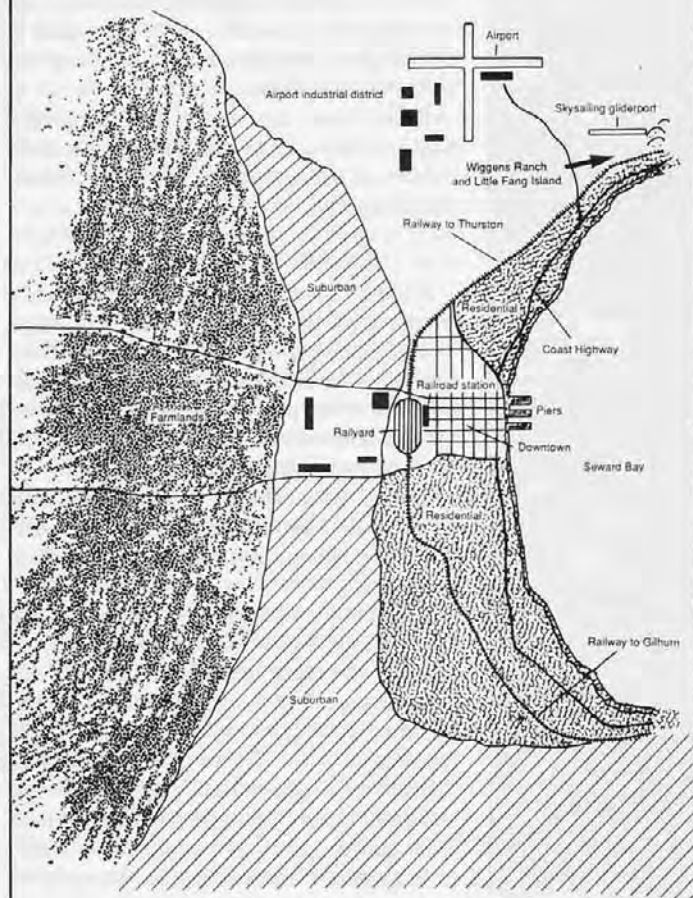 Airport
Airport industrial district
Skysailing gliderport
Wiggens Ranch
and Little Fang Island
Railway to Thurston
Suburban
Residential
Coast Highway
Railroad station
Farmlands
Piers
Railyard
Downtown
Seward Bay
Residential
Railway to Gilhurn
Suburban